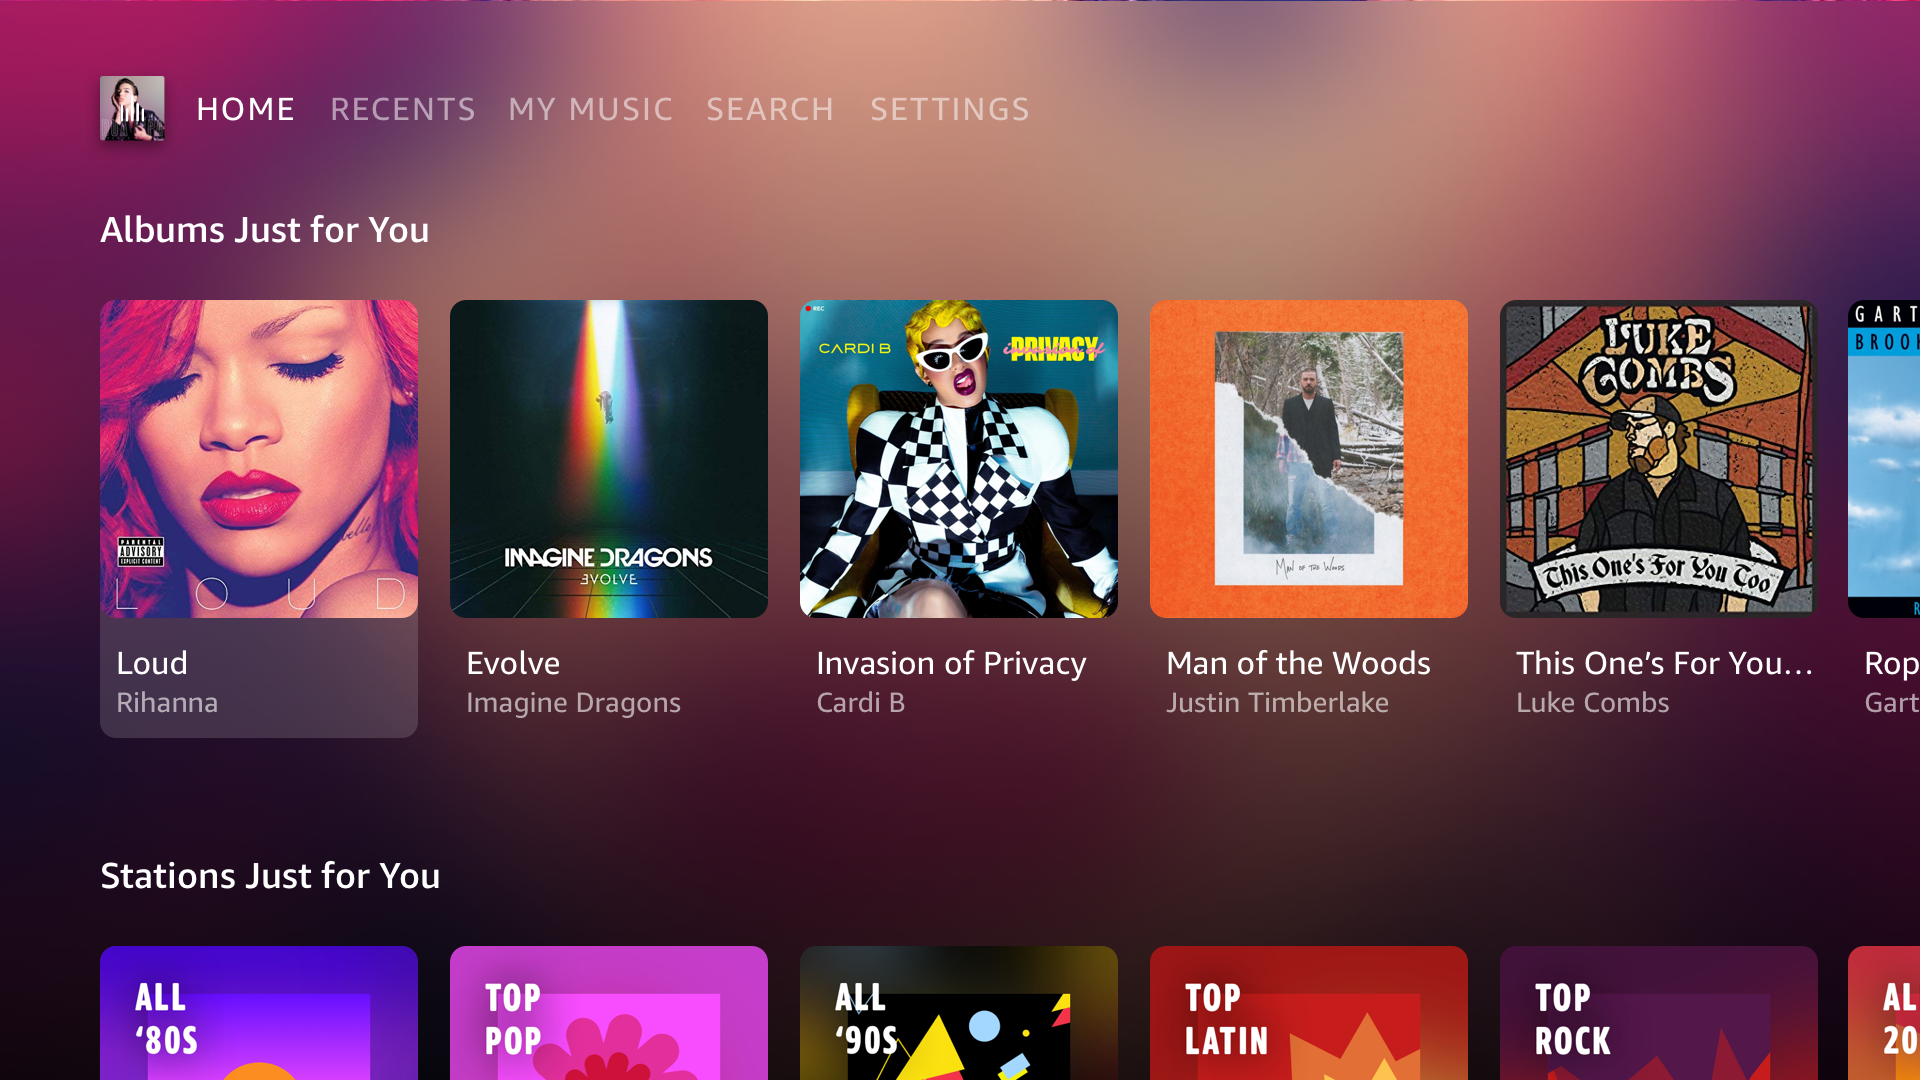 HOME RECENTS MY MUSIC SEARCH SETTINGS
Albums Just for You
PARENTAL
ADVISORY
EXPLICIT CONTENT
LOUD
IMAGINE DRAGONS
EVOLVE
REC
CARDI B
PRIVACY
MAN OF THE WOODS
LUKE
COMBS
This One's For You Too
GART
BROOK
R
Loud
Rihanna
Evolve
Imagine Dragons
Invasion of Privacy
Cardi B
Man of the Woods
Justin Timberlake
This One’s For You...
Luke Combs
Rop
Gart
Stations Just for You
ALL
‘80S
TOP
POP
ALL
‘90S
TOP
LATIN
TOP
ROCK
AL
20